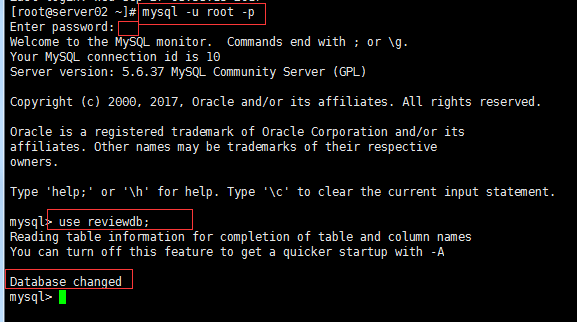 [root@server02 ~]# mysql -u root -p
Enter password:
Welcome to the MySQL monitor.  Commands end with ; or \g.
Your MySQL connection id is 10
Server version: 5.6.37 MySQL Community Server (GPL)
Copyright (c) 2000, 2017, Oracle and/or its affiliates. All rights reserved.
Oracle is a registered trademark of Oracle Corporation and/or its
affiliates. Other names may be trademarks of their respective
owners.
Type 'help;' or '\h' for help. Type '\c' to clear the current input statement.
mysql> use reviewdb;
Reading table information for completion of table and column names
You can turn off this feature to get a quicker startup with -A
Database changed
mysql>